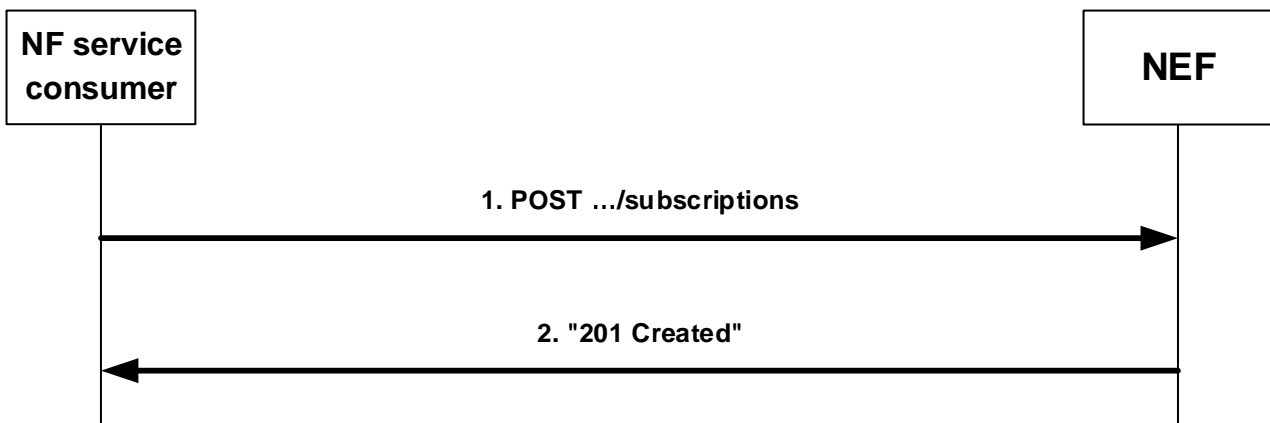 NF service
consumer
NEF
1. POST …/subscriptions
2. "201 Created"